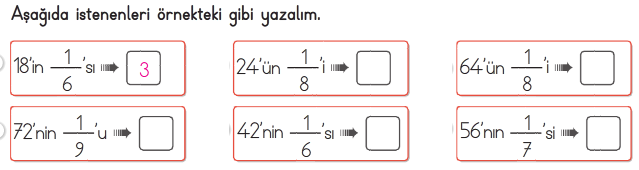 Aşağıda istenenleri örnekteki gibi yazalım.
18'in 1/6 'sı ➠ 3
24'ün 1/8 'i ➠
64'ün 1/8 'i ➠
72'nin 1/9 'u ➠
42'nin 1/6 'sı ➠
56'nın 1/7 'si ➠